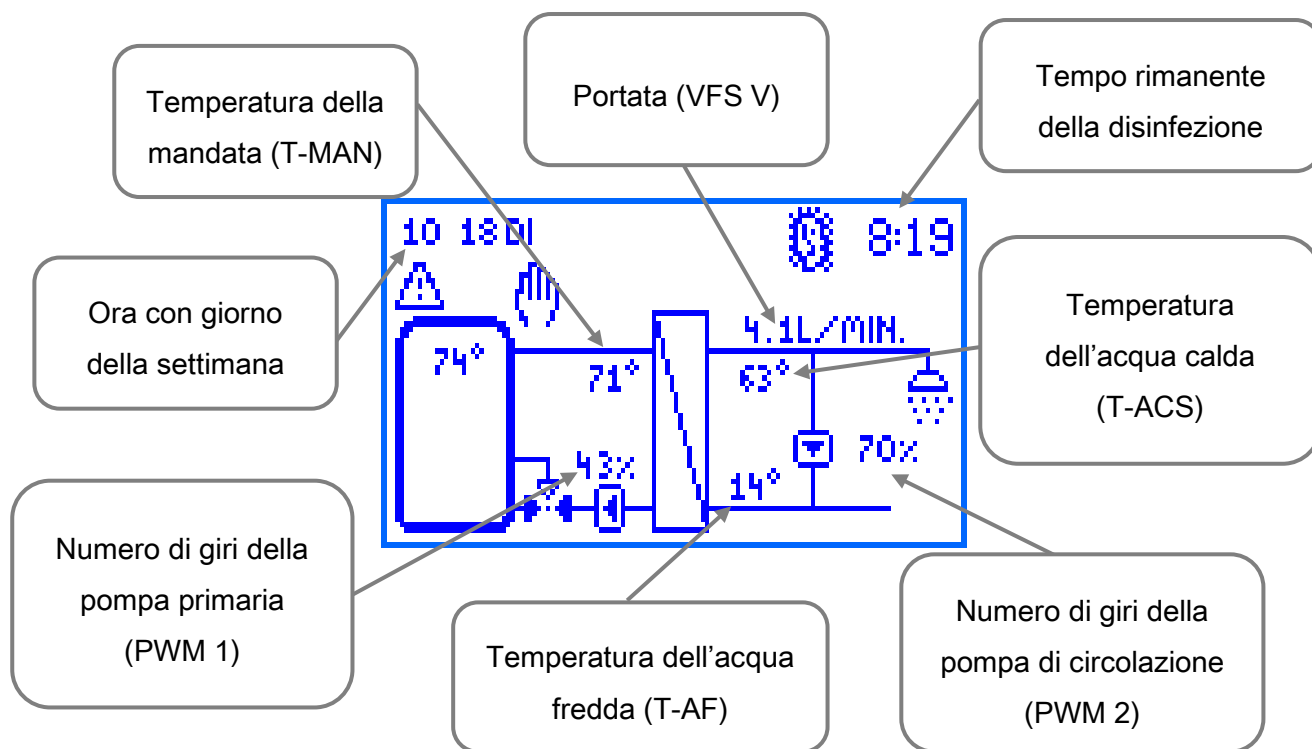 Temperatura della
mandata (T-MAN)
Portata (VFS V)
Tempo rimanente
della disinfezione
10 18 DI
8:19
Ora con giorno
della settimana
4.1L/MIN.
74°
71°
63°
Temperatura
dell’acqua calda
(T-ACS)
43%
14°
70%
Numero di giri della
pompa primaria
(PWM 1)
Temperatura dell’acqua
fredda (T-AF)
Numero di giri della
pompa di circolazione
(PWM 2)